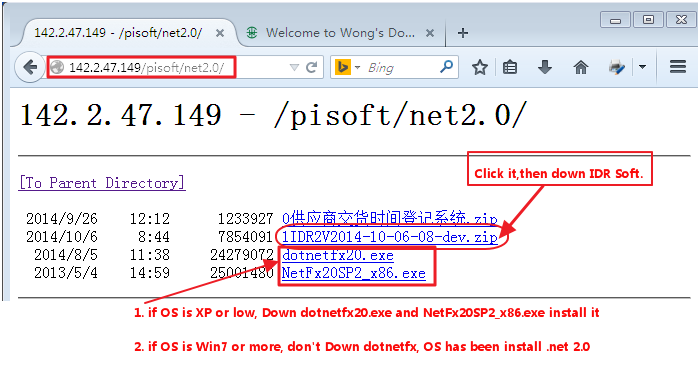 142.2.47.149 - /pisoft/net2.0/
Welcome to Wong's Do...
142.2.47.149/pisoft/net2.0/
Bing
142.2.47.149 - /pisoft/net2.0/
Click it,then down IDR Soft.
[To Parent Directory]
2014/9/26 12:12 1233927 0供应商交货时间登记系统.zip
2014/10/6 8:44 7854091 1IDR2V2014-10-06-08-dev.zip
2014/8/5 11:38 24279072 dotnetfx20.exe
2013/5/4 14:59 25001480 NetFx20SP2_x86.exe
1. if OS is XP or low, Down dotnetfx20.exe and NetFx20SP2_x86.exe install it
2. if OS is Win7 or more, don't Down dotnetfx, OS has been install .net 2.0